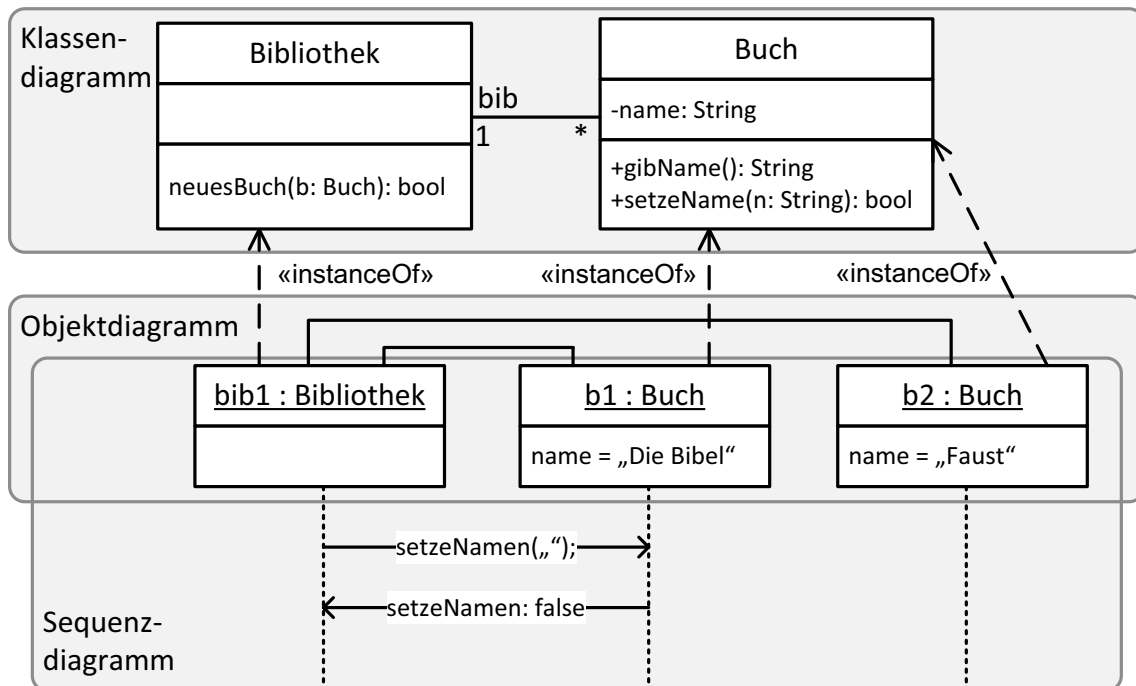 Klassen-
diagramm
Bibliothek
neuesBuch(b: Buch): bool
bib
1
*
Buch
-name: String
+gibName(): String
+setzeName(n: String): bool
«instanceOf»
«instanceOf»
«instanceOf»
Objektdiagramm
bib1 : Bibliothek
b1 : Buch
name = „Die Bibel“
b2 : Buch
name = „Faust“
setzeNamen(„“);
setzeNamen: false
Sequenz-
diagramm